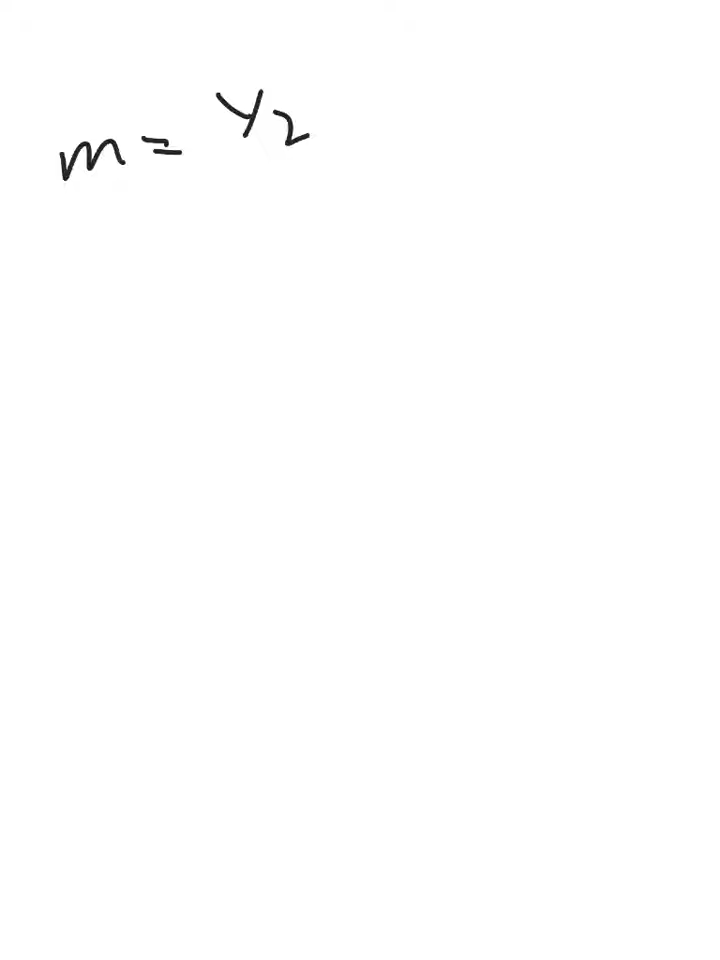 m = y₂